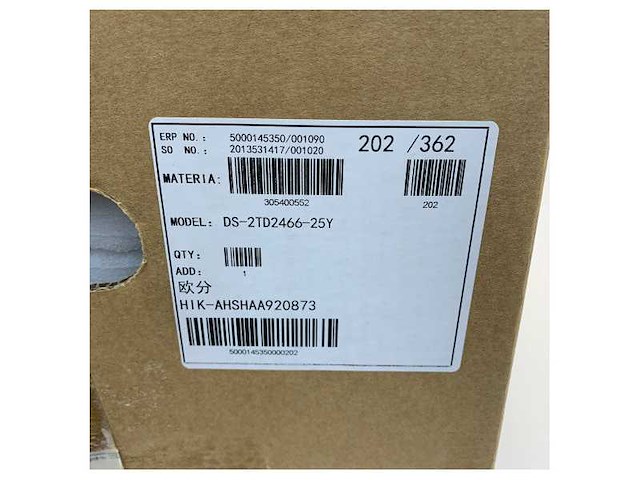 ERP NO.: 5000145350/001090
SO NO.: 2013531417/001020
202 /362
MATERIA:
305400552
202
MODEL: DS-2TD2466-25Y
QTY:
1
ADD:
欧分
HIK-AHSHAA920873
5000145350000202